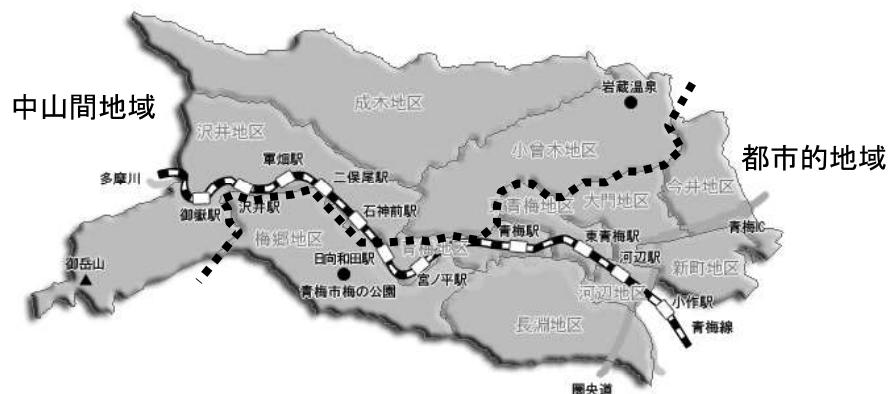 岩蔵温泉
中山間地域
成木地区
沢井地区
小曾木地区
軍畑駅
都市的地域
多摩川
二俣尾駅
今井地区
御嶽駅
沢井駅
石神前駅
東青梅地区
大門地区
青梅駅
東青梅駅
青梅IC
梅郷地区
青梅地区
御岳山
日向和田駅
河辺駅
新町地区
宮ノ平駅
青梅市梅の公園
河辺地区
小作駅
長淵地区
青梅線
圏央道